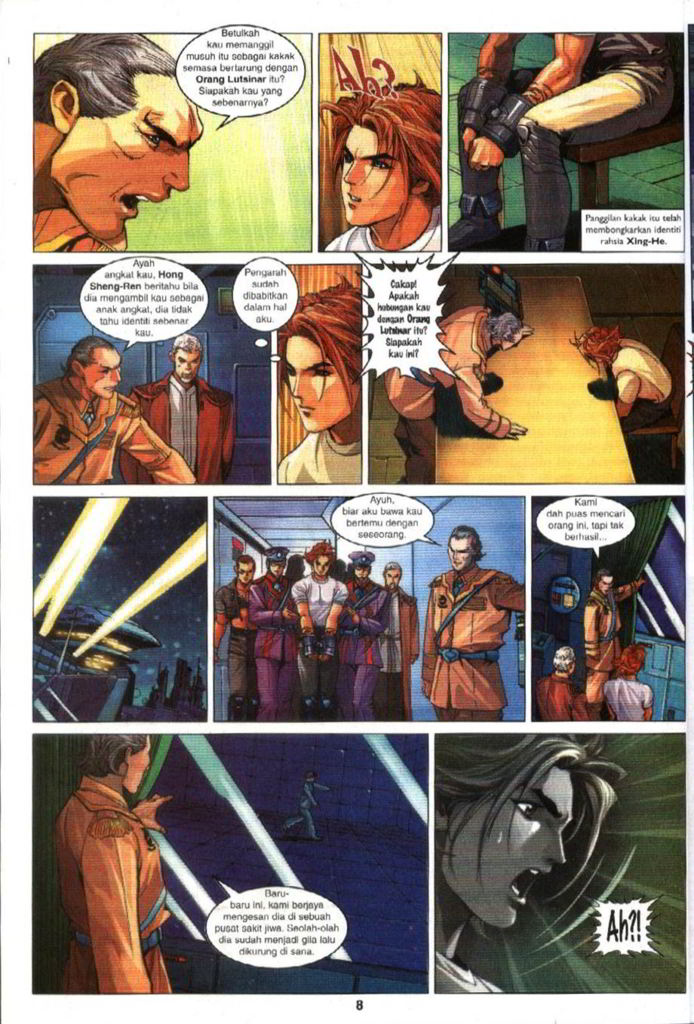 Betulkah
kau memanggil
musuh itu sebagai kakak
semasa bertarung dengan
Orang Lutsinar itu?
Siapakah kau yang
sebenarnya?
Ah?
Panggilan kakak itu telah
membongkarkan identiti
rahsia Xing-He.
Ayah
angkat kau, Hong
Sheng-Ren beritahu bila
dia mengambil kau sebagai
anak angkat, dia tidak
tahu identiti sebenar
kau.
Pengarah
sudah
dibabitkan
dalam hal
aku.
Cakap!
Apakah
hubungan kau
dengan Orang
Lutsinar itu?
Siapakah
kau ini?
Ayuh,
biar aku bawa kau
bertemu dengan
seseorang.
Kami
dah puas mencari
orang ini, tapi tak
berhasil...
Baru-
baru ini, kami berjaya
mengesan dia di sebuah
pusat sakit jiwa. Seolah-olah
dia sudah menjadi gila lalu
dikurung di sana.
Ah?!
8